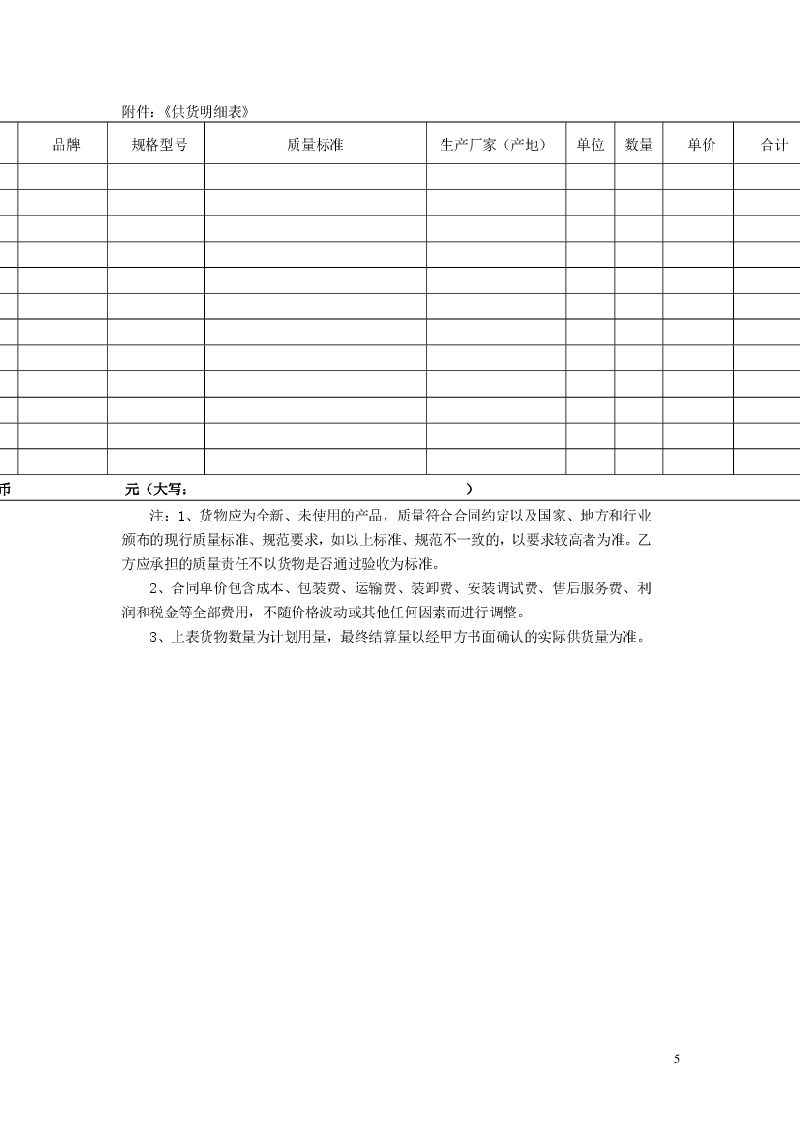 附件：《供货明细表》
品牌 规格型号 质量标准 生产厂家（产地） 单位 数量 单价 合计
币 元（大写： ）
注：1、货物应为全新、未使用的产品，质量符合合同约定以及国家、地方和行业
颁布的现行质量标准、规范要求，如以上标准、规范不一致的，以要求较高者为准。乙
方应承担的质量责任不以货物是否通过验收为标准。
2、合同单价包含成本、包装费、运输费、装卸费、安装调试费、售后服务费、利
润和税金等全部费用，不随价格波动或其他任何因素而进行调整。
3、上表货物数量为计划用量，最终结算量以经甲方书面确认的实际供货量为准。
5